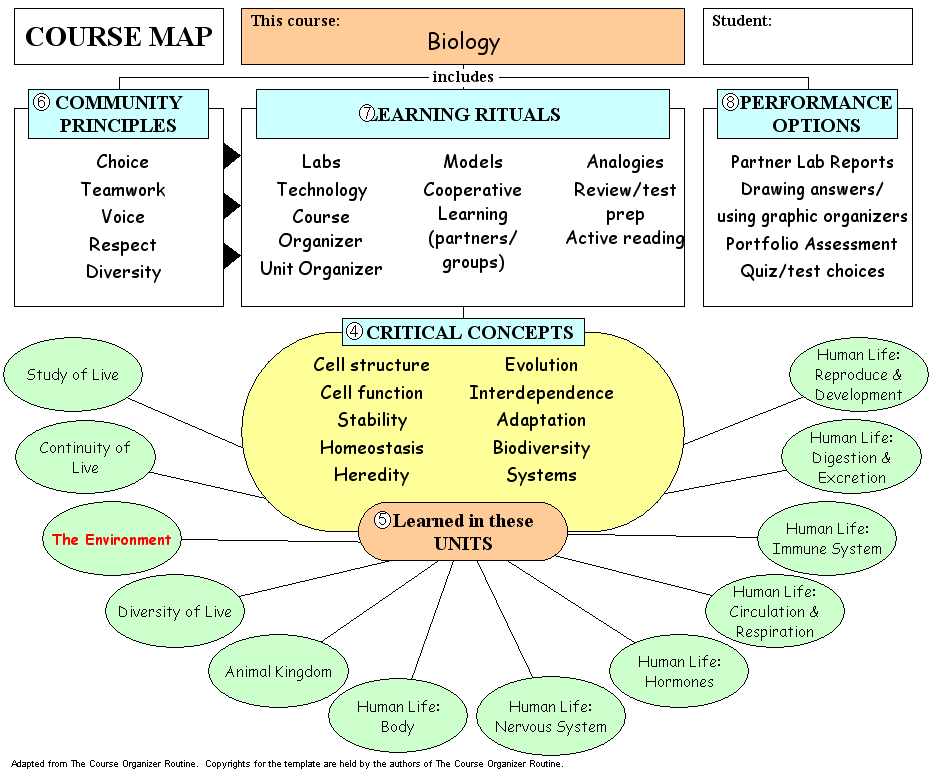 COURSE MAP
This course:
Biology
Student:
includes
⑥ COMMUNITY
PRINCIPLES
Choice
Teamwork
Voice
Respect
Diversity
⑦ LEARNING RITUALS
Labs
Technology
Course
Organizer
Unit Organizer
Models
Cooperative
Learning
(partners/
groups)
Analogies
Review/test
prep
Active reading
⑧ PERFORMANCE
OPTIONS
Partner Lab Reports
Drawing answers/
using graphic organizers
Portfolio Assessment
Quiz/test choices
④ CRITICAL CONCEPTS
Cell structure
Cell function
Stability
Homeostasis
Heredity
Evolution
Interdependence
Adaptation
Biodiversity
Systems
⑤ Learned in these
UNITS
Study of Live
Continuity of
Live
The Environment
Diversity of Live
Animal Kingdom
Human Life:
Body
Human Life:
Nervous System
Human Life:
Hormones
Human Life:
Circulation &
Respiration
Human Life:
Immune System
Human Life:
Digestion &
Excretion
Human Life:
Reproduce &
Development
Adapted from The Course Organizer Routine.  Copyrights for the template are held by the authors of The Course Organizer Routine.